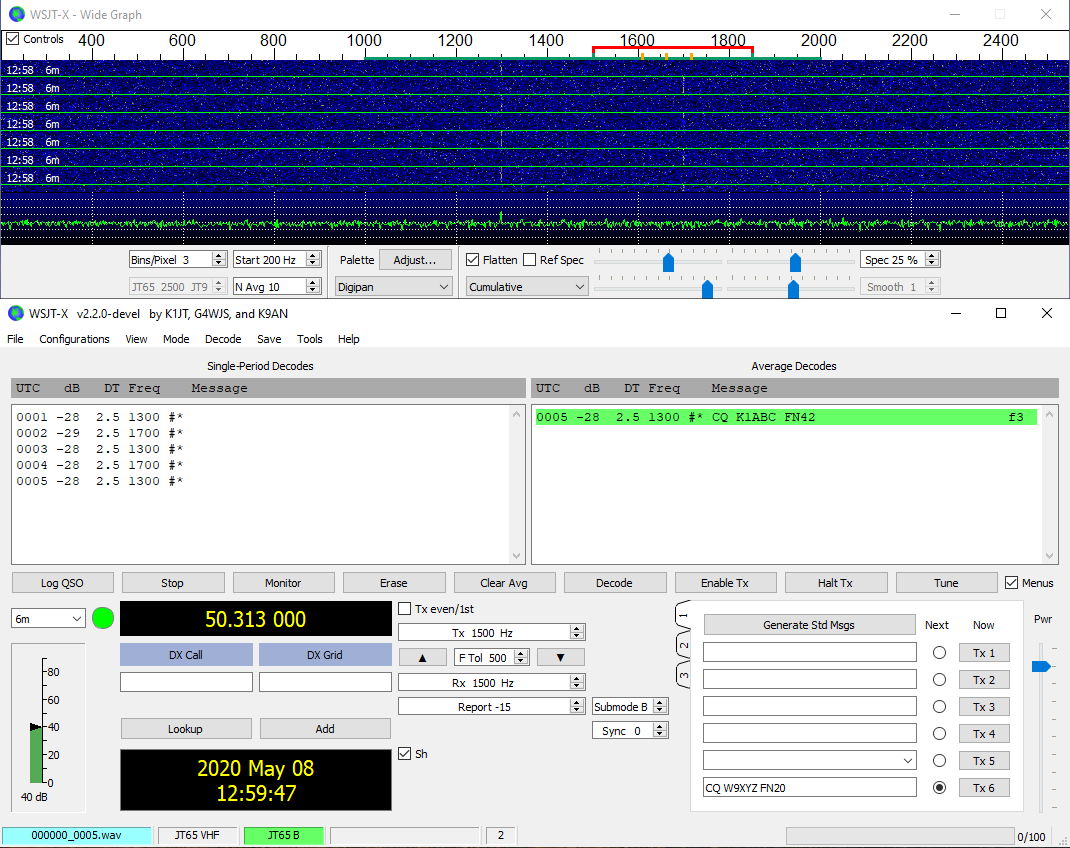 WSJT-X - Wide Graph
Controls 400 600 800 1000 1200 1400 1600 1800 2000 2200 2400
12:58 6m
12:58 6m
12:58 6m
12:58 6m
12:58 6m
12:58 6m
12:58 6m
Bins/Pixel 3 Start 200 Hz Palette Adjust... Flatten Ref Spec Spec 25 %
JT65 2500 JT9 N Avg 10 Digipan Cumulative Smooth 1
WSJT-X v2.2.0-devel by K1JT, G4WJS, and K9AN
File Configurations View Mode Decode Save Tools Help
Single-Period Decodes Average Decodes
UTC dB DT Freq Message UTC dB DT Freq Message
0001 -28 2.5 1300 #* 0005 -28 2.5 1300 #* CQ K1ABC FN42 f3
0002 -29 2.5 1700 #*
0003 -28 2.5 1300 #*
0004 -28 2.5 1700 #*
0005 -28 2.5 1300 #*
Log QSO Stop Monitor Erase Clear Avg Decode Enable Tx Halt Tx Tune Menus
6m 50.313 000 Tx even/1st 1 Generate Std Msgs Next Now Pwr
Tx 1500 Hz
DX Call DX Grid F Tol 500 2 Tx 1
80 Rx 1500 Hz 3 Tx 2
60 Report -15 Submode B Tx 3
40 Lookup Add Sync 0 Tx 4
20 2020 May 08 Sh Tx 5
0 12:59:47 CQ W9XYZ FN20 Tx 6
40 dB
000000_0005.wav JT65 VHF JT65 B 2 0/100